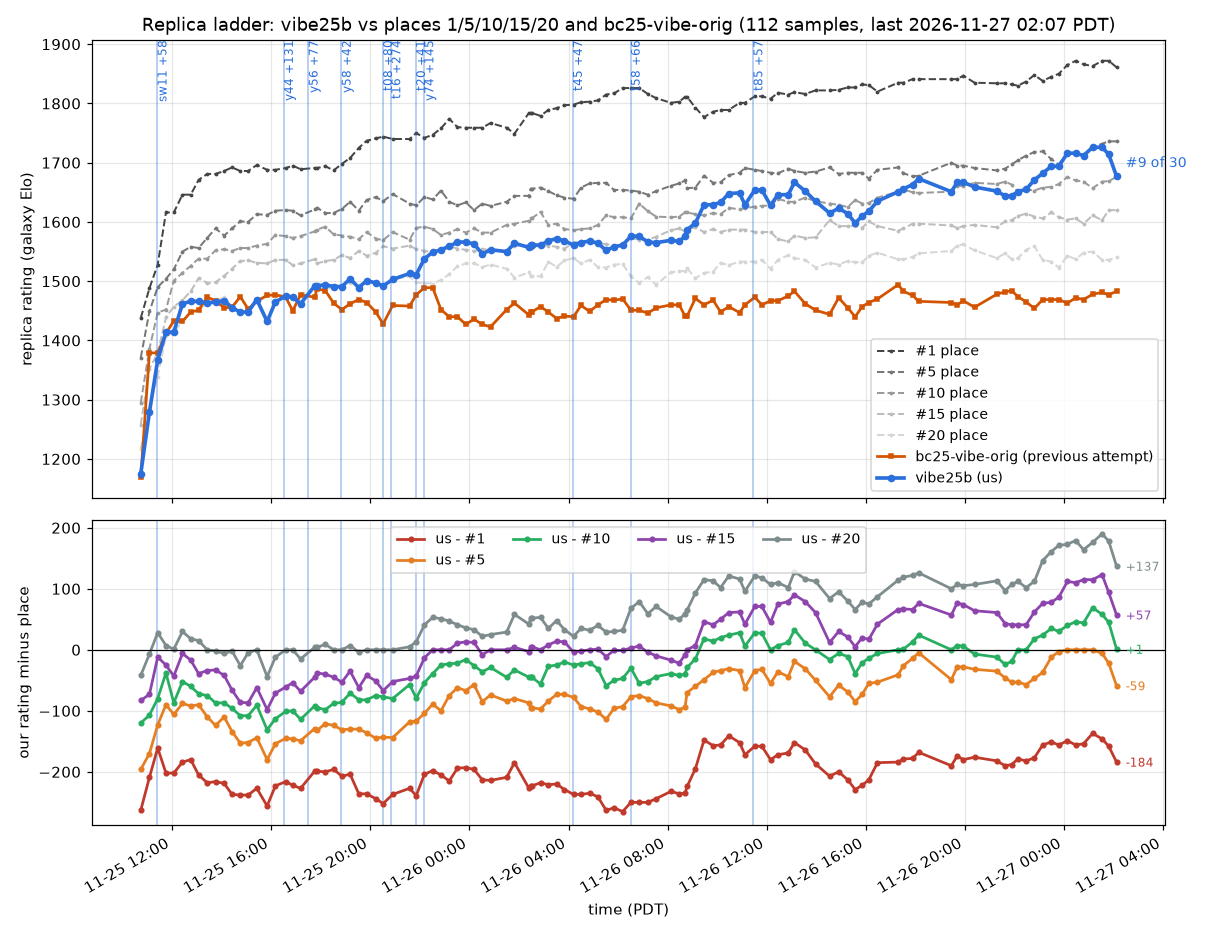 Replica ladder: vibe25b vs places 1/5/10/15/20 and bc25-vibe-orig (112 samples, last 2026-11-27 02:07 PDT)
replica rating (galaxy Elo)
1900
1800
1700
1600
1500
1400
1300
1200
sw11 +58
y44 +131
y56 +77
y58 +42
t08 +80
t16 +274
t20 +41
y74 +145
t45 +47
t58 +66
t85 +57
#9 of 30
#1 place
#5 place
#10 place
#15 place
#20 place
bc25-vibe-orig (previous attempt)
vibe25b (us)
our rating minus place
200
100
0
−100
−200
us - #1
us - #5
us - #10
us - #15
us - #20
+137
+57
+1
-59
-184
11-25 12:00
11-25 16:00
11-25 20:00
11-26 00:00
11-26 04:00
11-26 08:00
11-26 12:00
11-26 16:00
11-26 20:00
11-27 00:00
11-27 04:00
time (PDT)